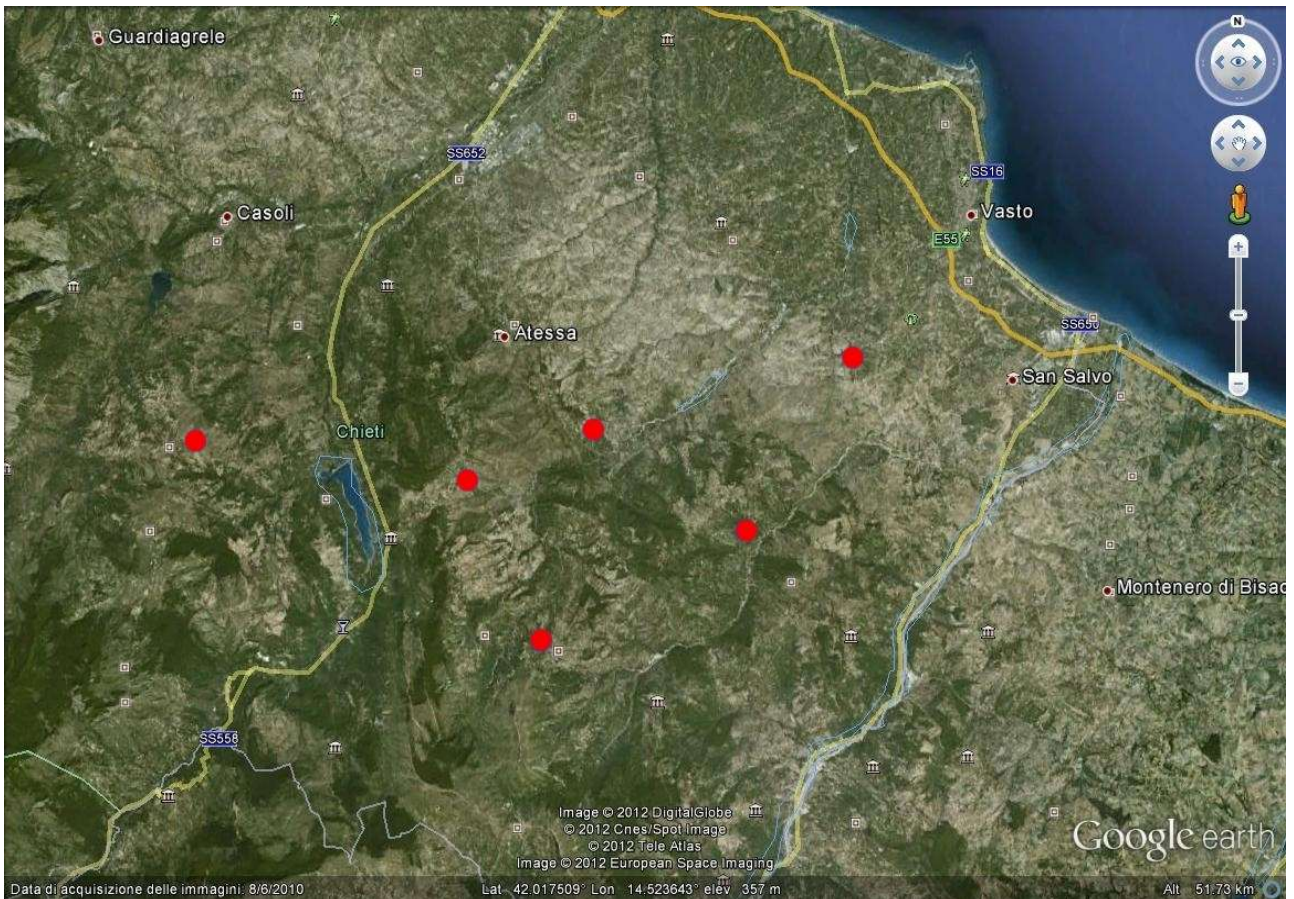 Guardiagrele
N
SS652
SS16
Casoli
Vasto
E55
SS650
Atessa
San Salvo
Chieti
Montenero di Bisac
SS558
Image © 2012 DigitalGlobe
© 2012 Cnes/Spot Image
© 2012 Tele Atlas
Image © 2012 European Space Imaging
Google earth
Data di acquisizione delle immagini: 8/6/2010 Lat 42.017509° Lon 14.523643° elev 357 m Alt 51.73 km